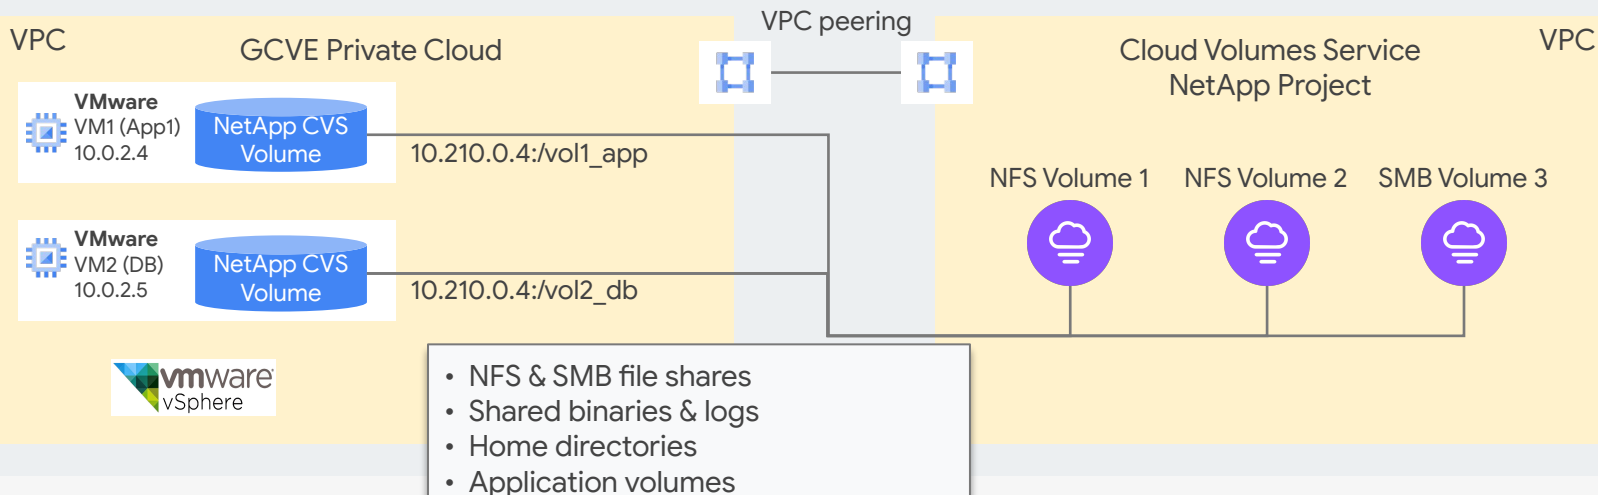 VPC
GCVE Private Cloud
VPC peering
Cloud Volumes Service
NetApp Project
VPC
VMware
VM1 (App1)
10.0.2.4
NetApp CVS
Volume
10.210.0.4:/vol1_app
VMware
VM2 (DB)
10.0.2.5
NetApp CVS
Volume
10.210.0.4:/vol2_db
NFS Volume 1
NFS Volume 2
SMB Volume 3
vmware
vSphere
• NFS & SMB file shares
• Shared binaries & logs
• Home directories
• Application volumes